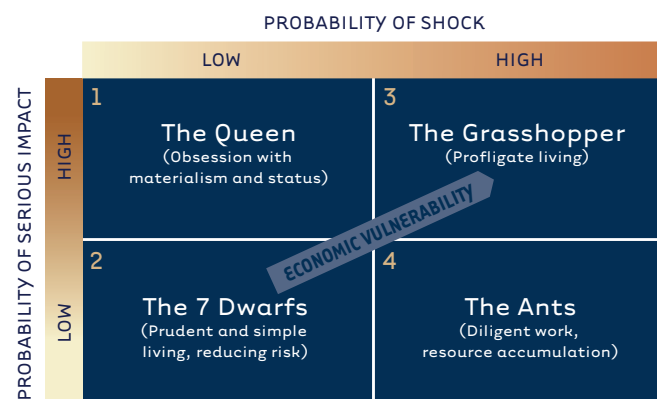 PROBABILITY OF SHOCK
LOW
HIGH
PROBABILITY OF SERIOUS IMPACT
HIGH
LOW
1
The Queen
(Obsession with
materialism and status)
3
The Grasshopper
(Profligate living)
ECONOMIC VULNERABILITY
2
The 7 Dwarfs
(Prudent and simple
living, reducing risk)
4
The Ants
(Diligent work,
resource accumulation)